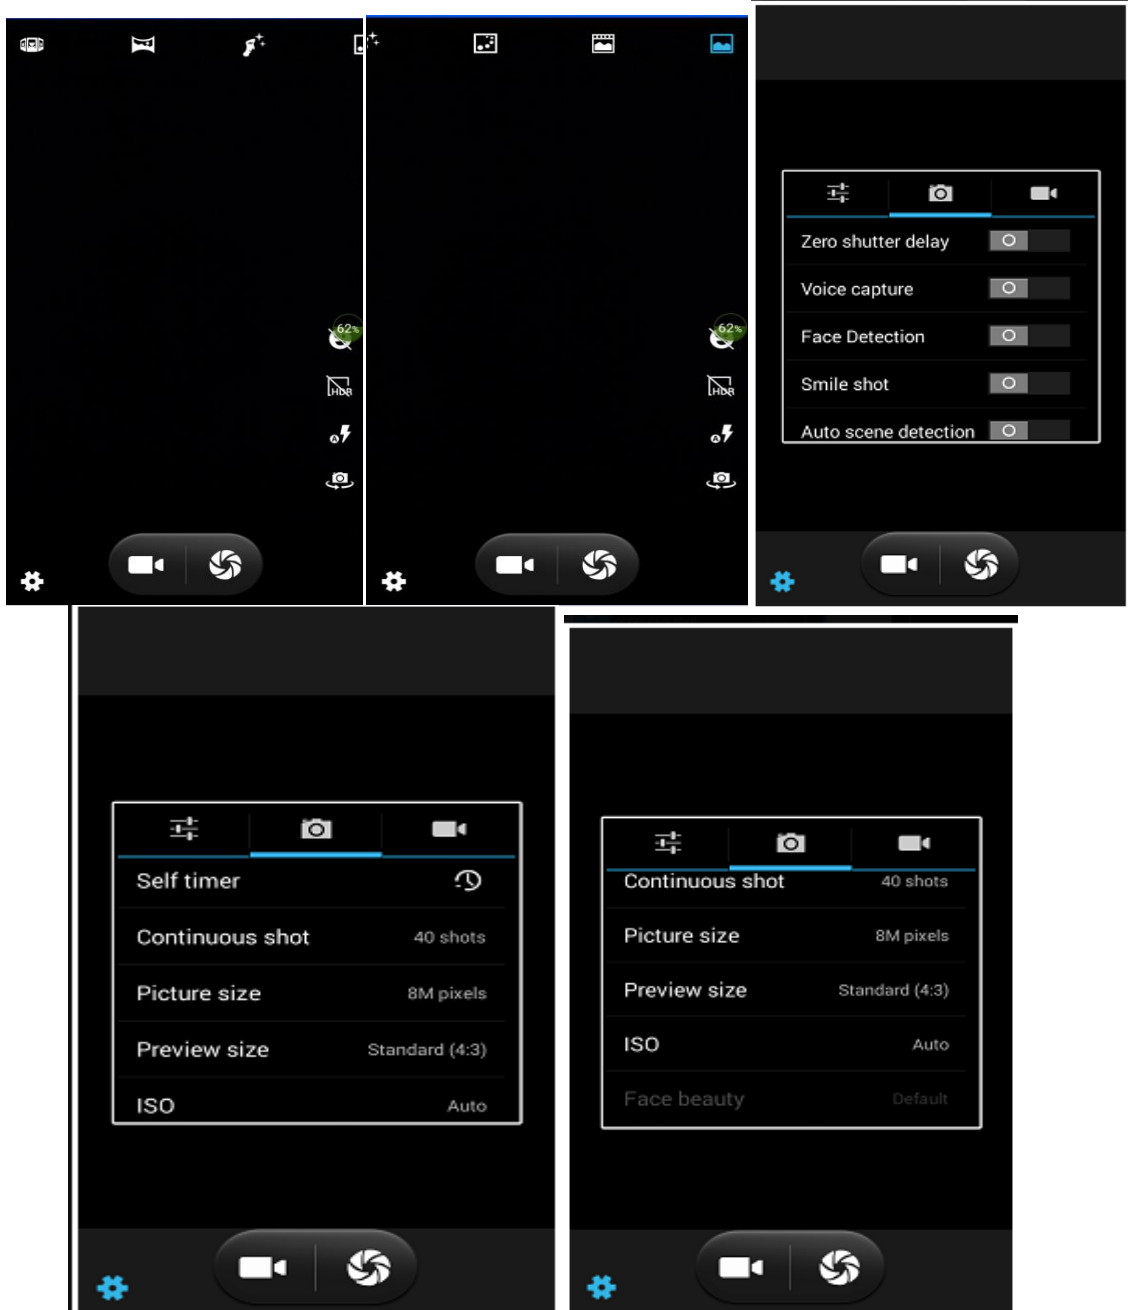 62%
HDR
A
62%
HDR
A
Zero shutter delay
Voice capture
Face Detection
Smile shot
Auto scene detection
Self timer
Continuous shot 40 shots
Picture size 8M pixels
Preview size Standard (4:3)
ISO Auto
Continuous shot 40 shots
Picture size 8M pixels
Preview size Standard (4:3)
ISO Auto
Face beauty Default